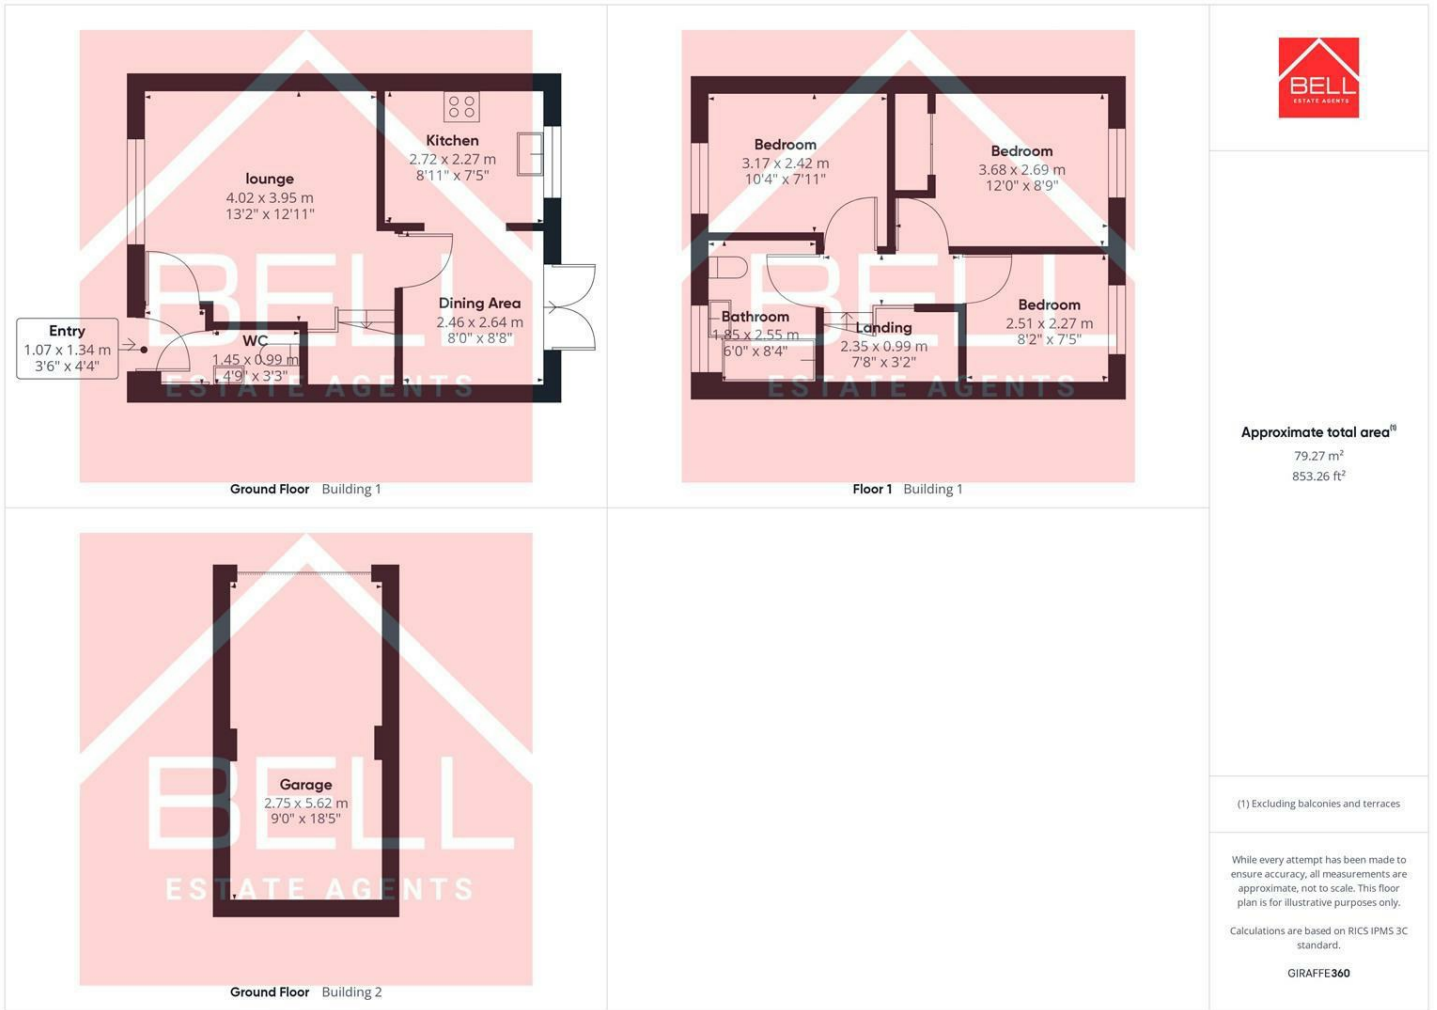 Kitchen
2.72 x 2.27 m
8'11" x 7'5"
lounge
4.02 x 3.95 m
13'2" x 12'11"
Dining Area
2.46 x 2.64 m
8'0" x 8'8"
Entry
1.07 x 1.34 m
3'6" x 4'4"
WC
1.45 x 0.99 m
4'9" x 3'3"
BELL
ESTATE AGENTS
Ground Floor Building 1
Bedroom
3.17 x 2.42 m
10'4" x 7'11"
Bedroom
3.68 x 2.69 m
12'0" x 8'9"
Bedroom
2.51 x 2.27 m
8'2" x 7'5"
Bathroom
1.85 x 2.55 m
6'0" x 8'4"
Landing
2.35 x 0.99 m
7'8" x 3'2"
BELL
ESTATE AGENTS
Floor 1 Building 1
Garage
2.75 x 5.62 m
9'0" x 18'5"
BELL
ESTATE AGENTS
Ground Floor Building 2
BELL
ESTATE AGENTS
Approximate total area(1)
79.27 m²
853.26 ft²
(1) Excluding balconies and terraces
While every attempt has been made to
ensure accuracy, all measurements are
approximate, not to scale. This floor
plan is for illustrative purposes only.
Calculations are based on RICS IPMS 3C
standard.
GIRAFFE360